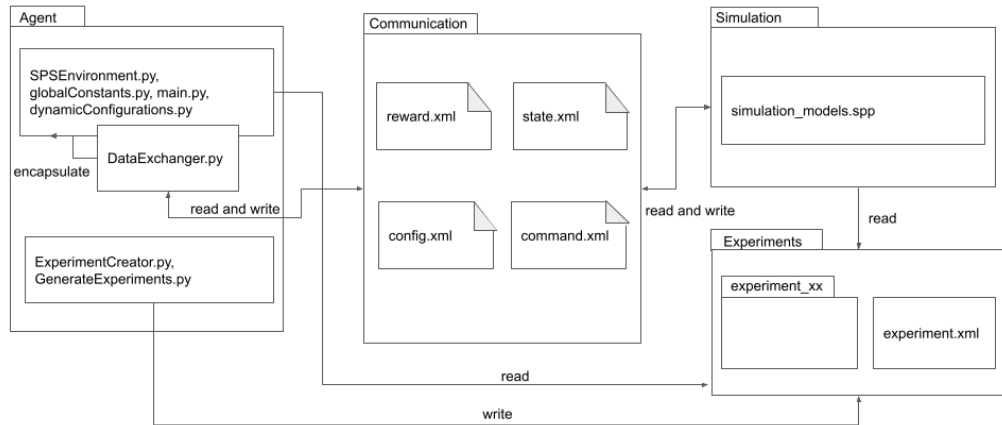 Agent
SPSEnvironment.py,
globalConstants.py, main.py,
dynamicConfigurations.py
DataExchanger.py
encapsulate
read and write
ExperimentCreator.py,
GenerateExperiments.py
Communication
reward.xml
state.xml
config.xml
command.xml
read and write
Simulation
simulation_models.spp
read
Experiments
experiment_xx
experiment.xml
read
write